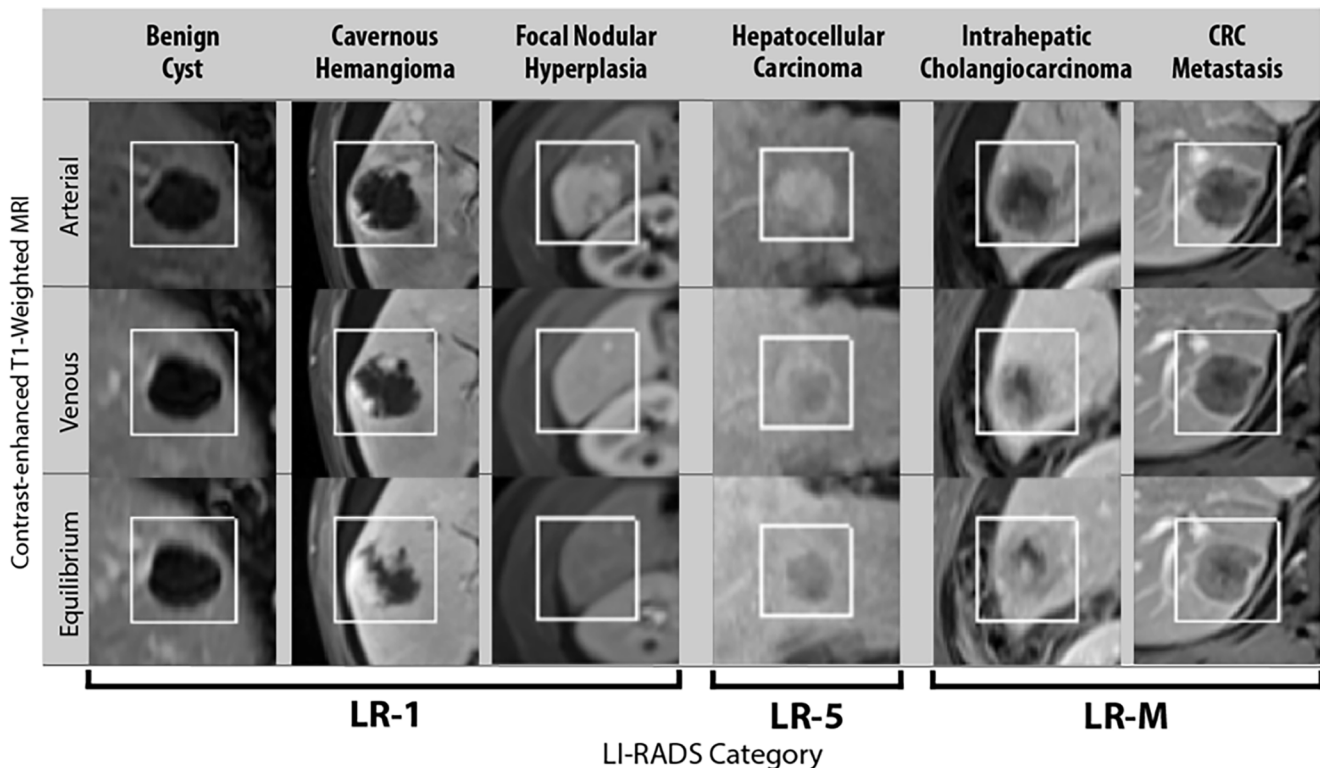 Benign
Cyst
Cavernous
Hemangioma
Focal Nodular
Hyperplasia
Hepatocellular
Carcinoma
Intrahepatic
Cholangiocarcinoma
CRC
Metastasis
Contrast-enhanced T1-Weighted MRI
Arterial
Venous
Equilibrium
LR-1
LR-5
LR-M
LI-RADS Category